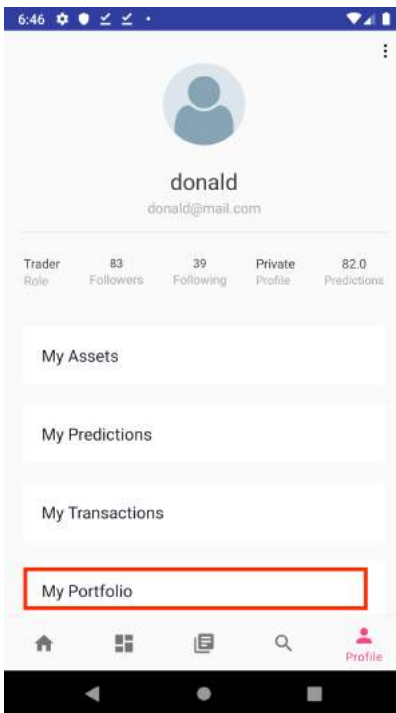 6:46
donald
donald@mail.com
Trader 83 39 Private 82.0
Role Followers Following Profile Predictions
My Assets
My Predictions
My Transactions
My Portfolio
Profile